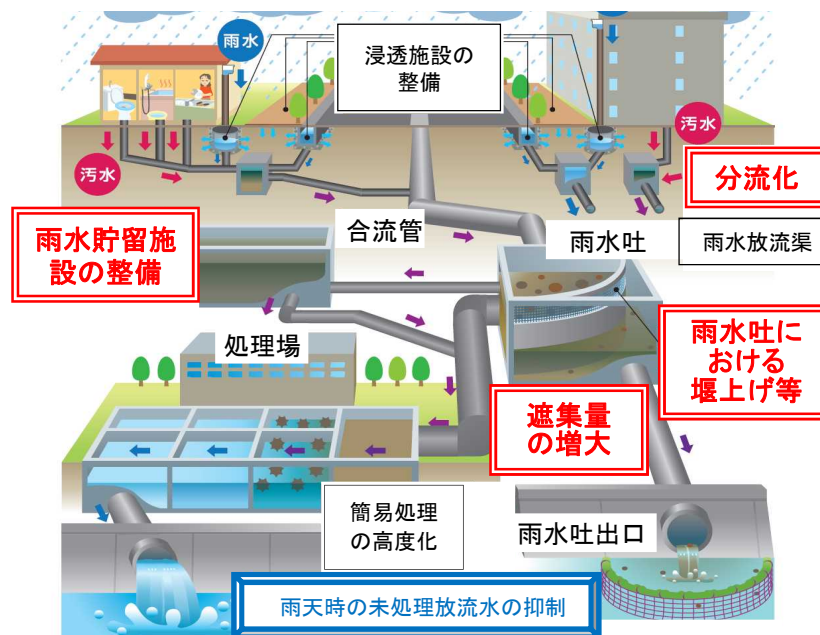 雨水
浸透施設の
整備
汚水
汚水
分流化
雨水貯留施
設の整備
合流管
雨水吐
雨水放流渠
処理場
雨水吐に
おける
堰上げ等
遮集量
の増大
簡易処理
の高度化
雨水吐出口
雨天時の未処理放流水の抑制